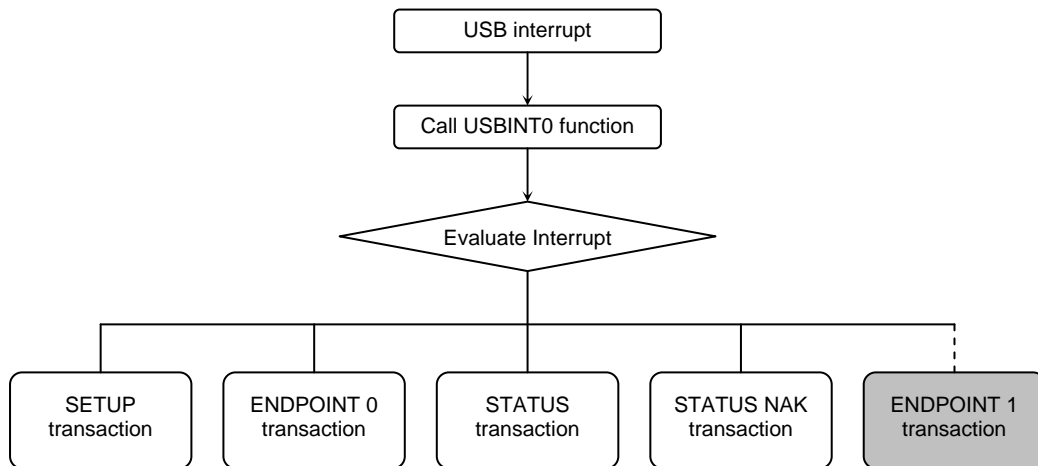 USB interrupt
Call USBINT0 function
Evaluate Interrupt
SETUP
transaction
ENDPOINT 0
transaction
STATUS
transaction
STATUS NAK
transaction
ENDPOINT 1
transaction